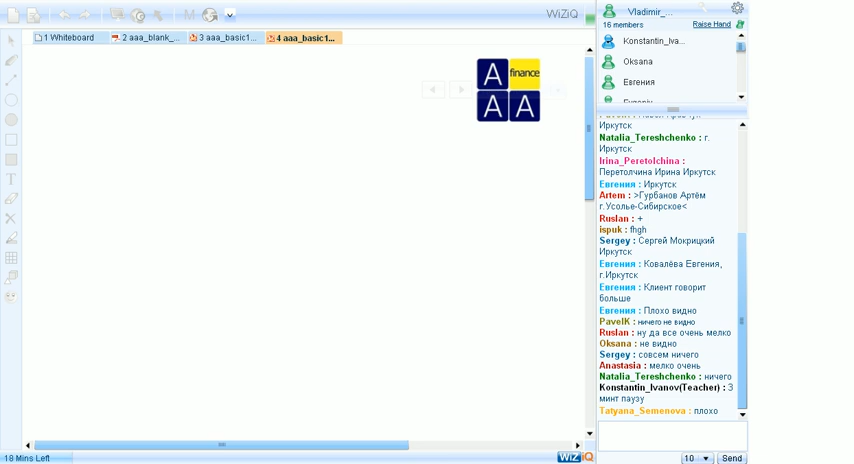 WiZiQ
Vladimir_...
16 members
Raise Hand
1 Whiteboard
2 aaa_blank_...
3 aaa_basic1...
4 aaa_basic1...
Konstantin_Iva...
Oksana
Евгения
A finance
A A
Иркутск
Natalia_Tereshchenko : г.
Иркутск
Irina_Peretolchina :
Перетолчина Ирина Иркутск
Евгения : Иркутск
Artem : >Гурбанов Артём
г.Усолье-Сибирское<
Ruslan : +
ispuk : fhgh
Sergey : Сергей Мокрицкий
Иркутск
Евгения : Ковалёва Евгения,
г.Иркутск
Евгения : Клиент говорит
больше
Евгения : Плохо видно
PavelK : ничего не видно
Ruslan : ну да все очень мелко
Oksana : не видно
Sergey : совсем ничего
Anastasia : мелко очень
Natalia_Tereshchenko : ничего
Konstantin_Ivanov(Teacher) : 3
минт паузу
Tatyana_Semenova : плохо
18 Mins Left
WiZiQ
10
Send